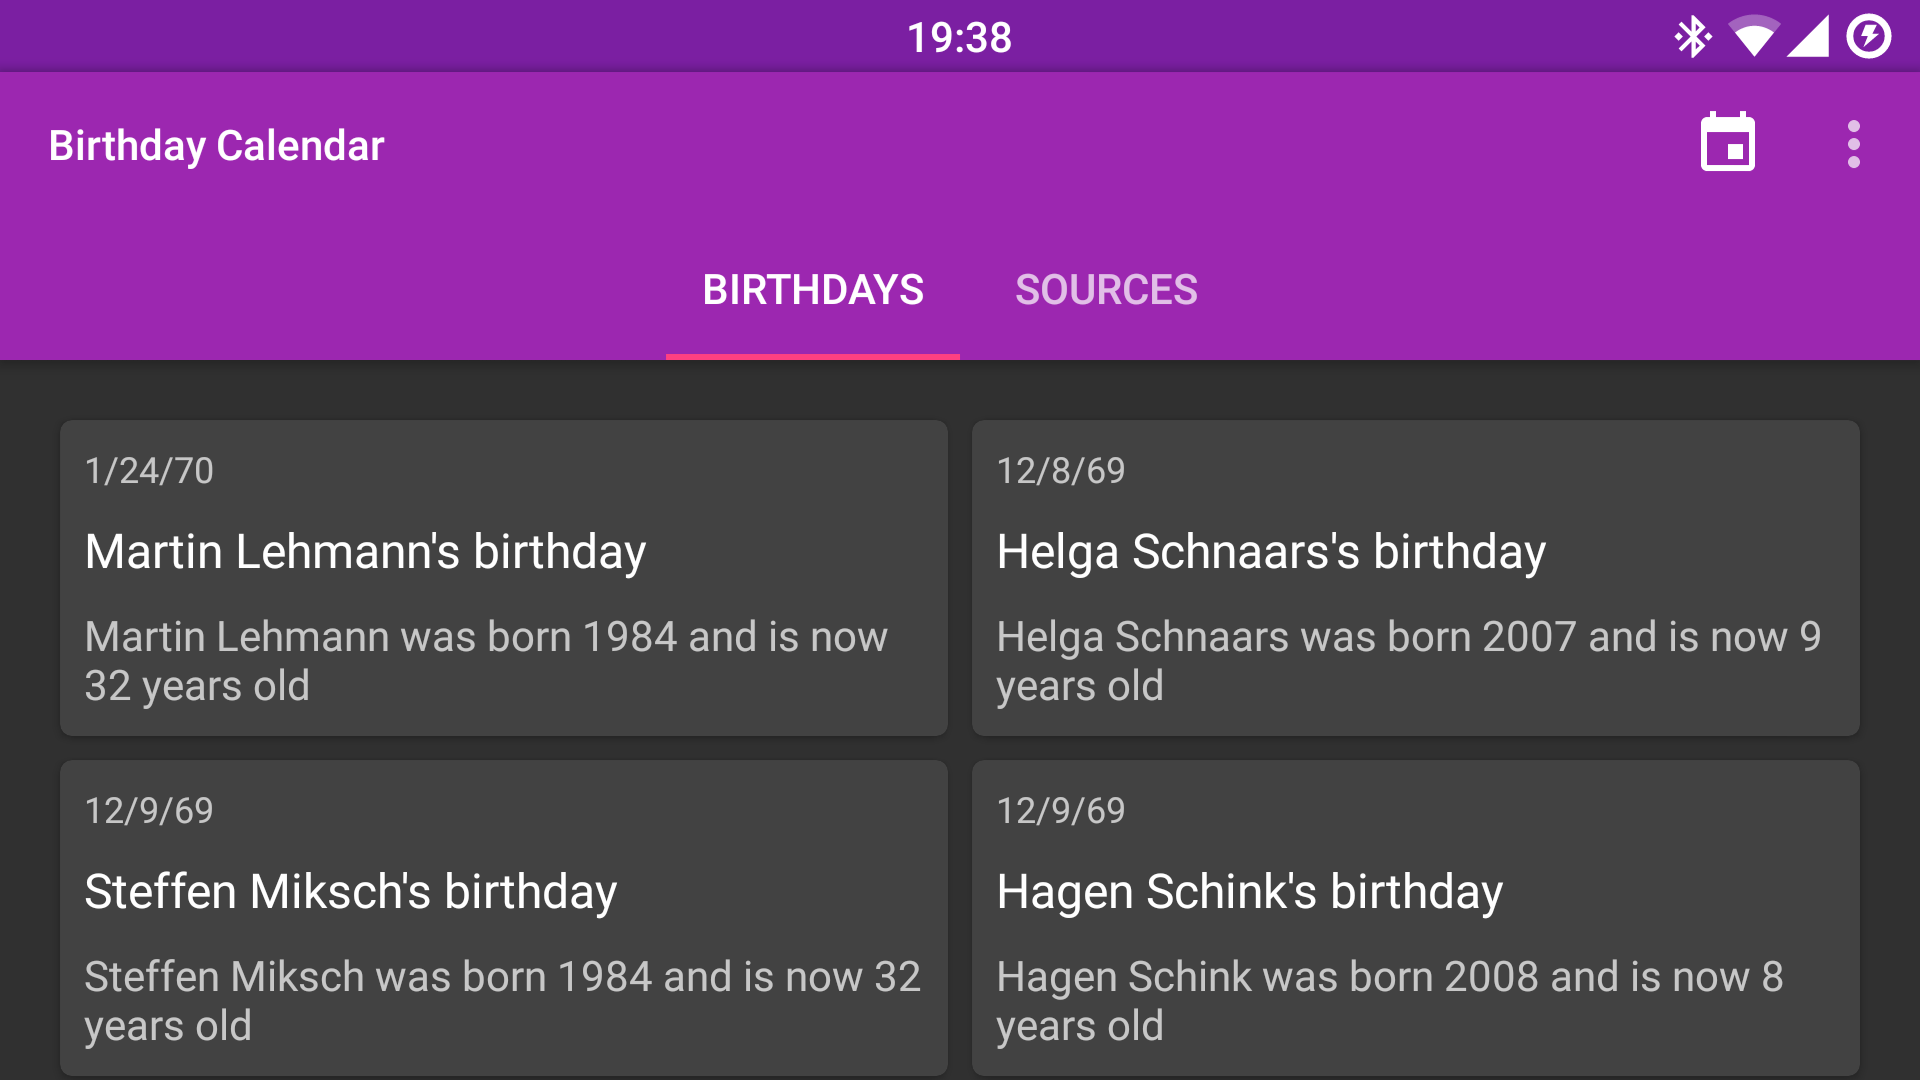 19:38
Birthday Calendar
BIRTHDAYS
SOURCES
1/24/70
Martin Lehmann's birthday
Martin Lehmann was born 1984 and is now
32 years old
12/8/69
Helga Schnaars's birthday
Helga Schnaars was born 2007 and is now 9
years old
12/9/69
Steffen Miksch's birthday
Steffen Miksch was born 1984 and is now 32
years old
12/9/69
Hagen Schink's birthday
Hagen Schink was born 2008 and is now 8
years old